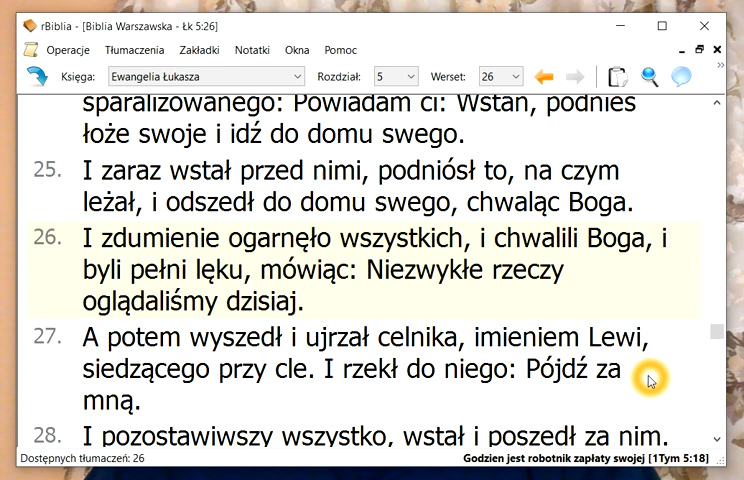 rBiblia - [Biblia Warszawska - Łk 5:26]
Operacje Tłumaczenia Zakładki Notatki Okna Pomoc
Księga: Ewangelia Łukasza Rozdział: 5 Werset: 26
sparaliżowanego: Powiadam ci: Wstań, podnieś
łoże swoje i idź do domu swego.
25. I zaraz wstał przed nimi, podniósł to, na czym
leżał, i odszedł do domu swego, chwaląc Boga.
26. I zdumienie ogarnęło wszystkich, i chwalili Boga, i
byli pełni lęku, mówiąc: Niezwykłe rzeczy
oglądaliśmy dzisiaj.
27. A potem wyszedł i ujrzał celnika, imieniem Lewi,
siedzącego przy cle. I rzekł do niego: Pójdź za
mną.
28. I pozostawiwszy wszystko, wstał i poszedł za nim.
Dostępnych tłumaczeń: 26 Godzien jest robotnik zapłaty swojej [1Tym 5:18]